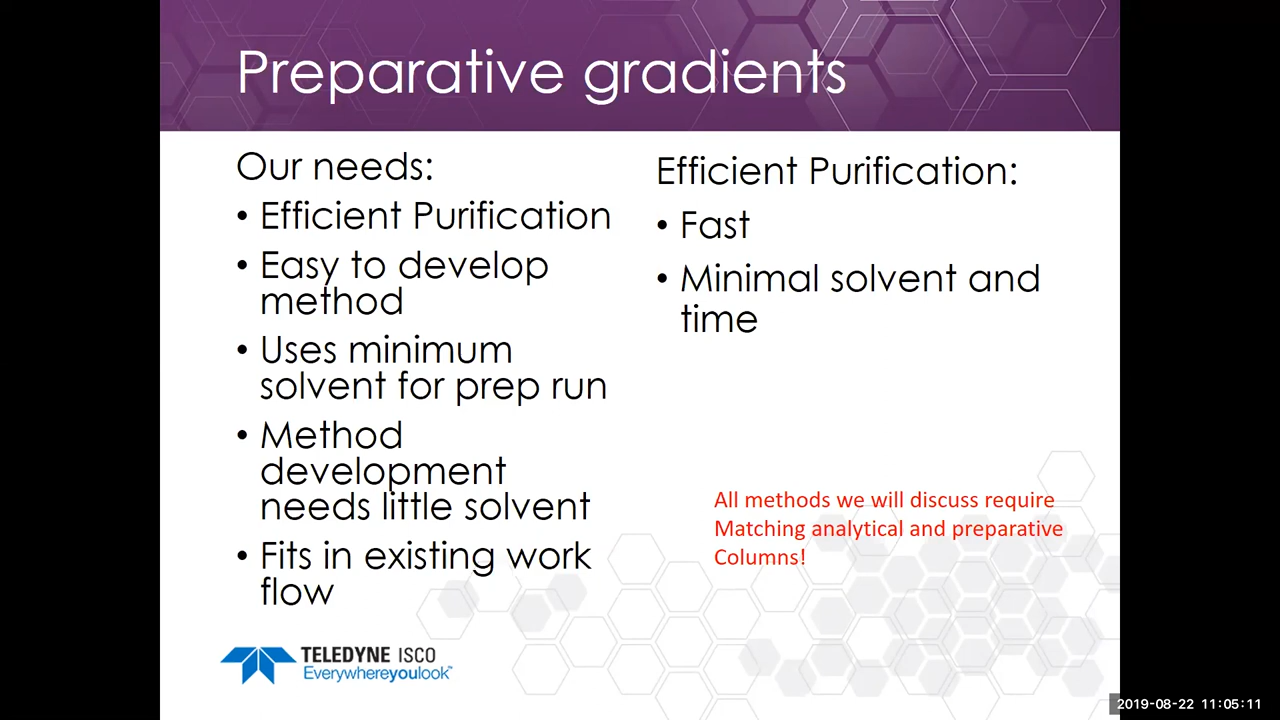 Preparative gradients
Our needs:
• Efficient Purification
• Easy to develop
method
• Uses minimum
solvent for prep run
• Method
development
needs little solvent
• Fits in existing work
flow
Efficient Purification:
• Fast
• Minimal solvent and
time
All methods we will discuss require
Matching analytical and preparative
Columns!
TELEDYNE ISCO
Everywhereyoulook™
2019-08-22 11:05:11